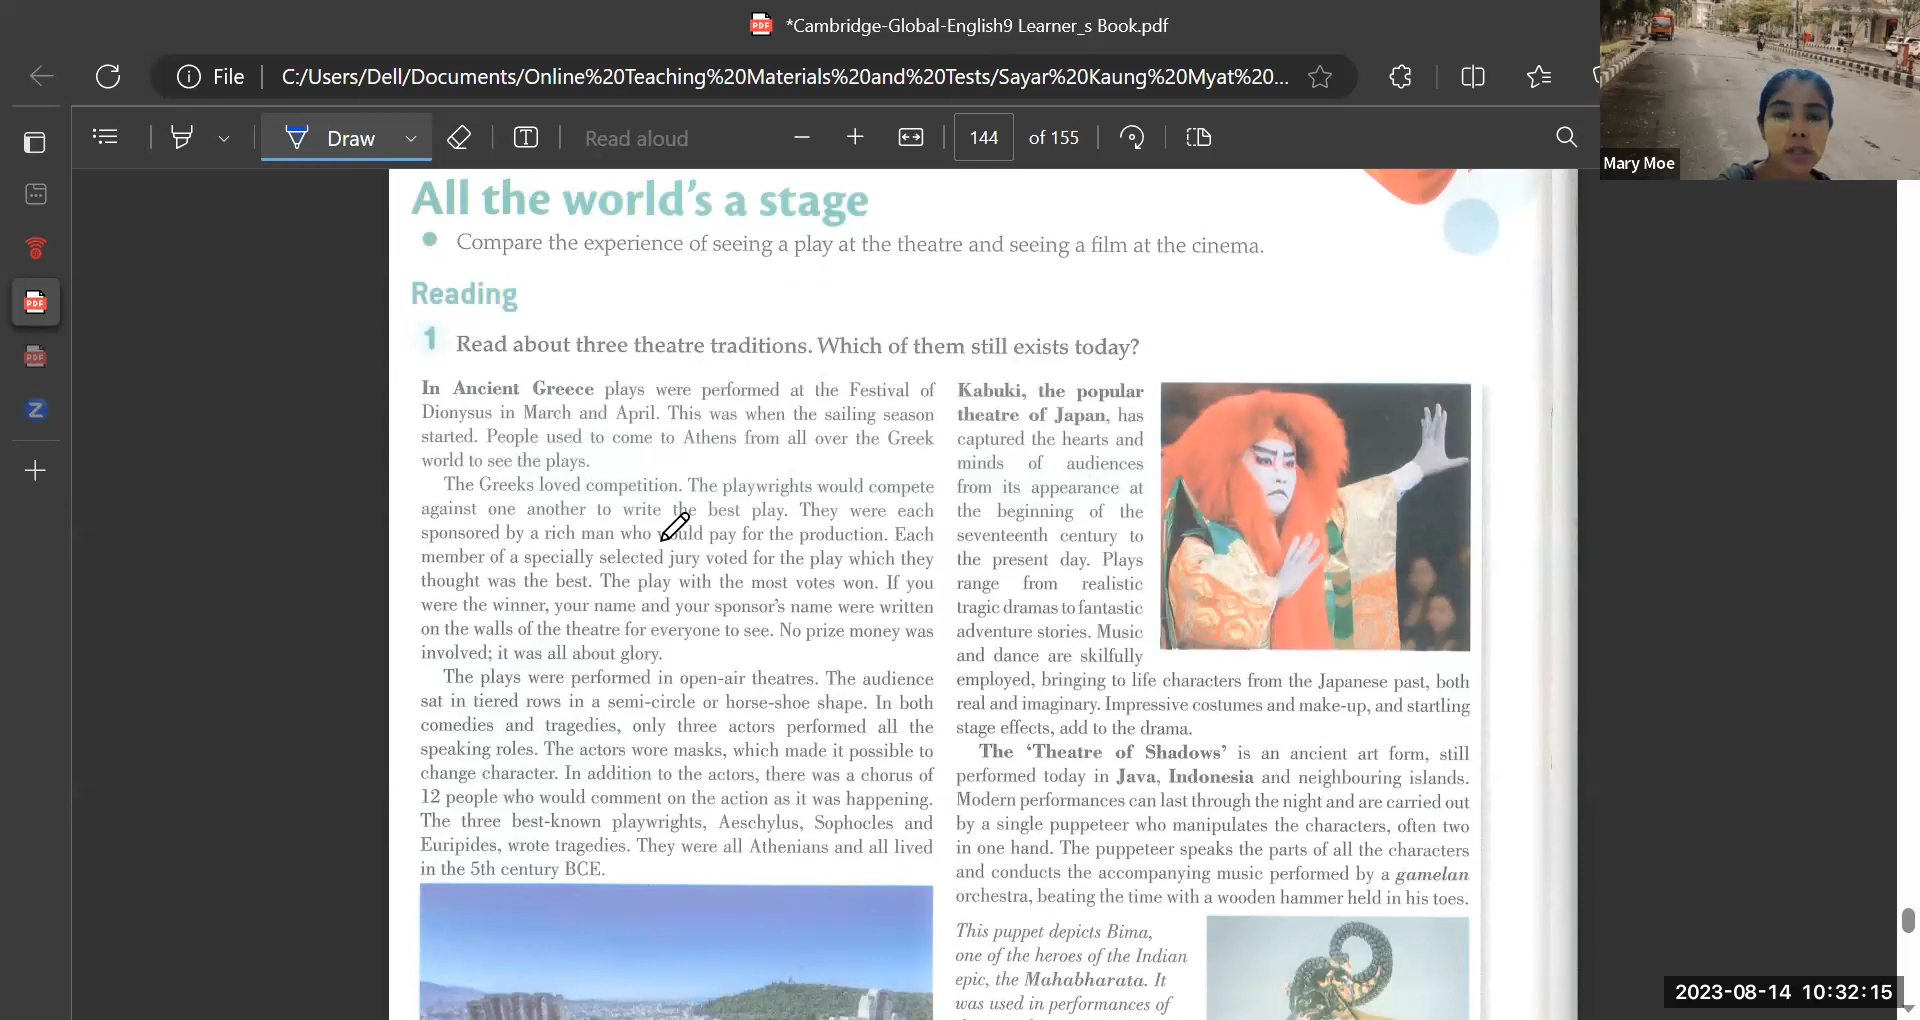 *Cambridge-Global-English9 Learner_s Book.pdf
File
C:/Users/Dell/Documents/Online%20Teaching%20Materials%20and%20Tests/Sayar%20Kaung%20Myat%20...
Draw
Read aloud
144
of 155
Mary Moe
All the world's a stage
Compare the experience of seeing a play at the theatre and seeing a film at the cinema.
Reading
1 Read about three theatre traditions. Which of them still exists today?
In Ancient Greece plays were performed at the Festival of
Dionysus in March and April. This was when the sailing season
started. People used to come to Athens from all over the Greek
world to see the plays.
The Greeks loved competition. The playwrights would compete
against one another to write the best play. They were each
sponsored by a rich man who would pay for the production. Each
member of a specially selected jury voted for the play which they
thought was the best. The play with the most votes won. If you
were the winner, your name and your sponsor's name were written
on the walls of the theatre for everyone to see. No prize money was
involved; it was all about glory.
The plays were performed in open-air theatres. The audience
sat in tiered rows in a semi-circle or horse-shoe shape. In both
comedies and tragedies, only three actors performed all the
speaking roles. The actors wore masks, which made it possible to
change character. In addition to the actors, there was a chorus of
12 people who would comment on the action as it was happening.
The three best-known playwrights, Aeschylus, Sophocles and
Euripides, wrote tragedies. They were all Athenians and all lived
in the 5th century BCE.
Kabuki, the popular
theatre of Japan, has
captured the hearts and
minds of audiences
from its appearance at
the beginning of the
seventeenth century to
the present day. Plays
range from realistic
tragic dramas to fantastic
adventure stories. Music
and dance are skilfully
employed, bringing to life characters from the Japanese past, both
real and imaginary. Impressive costumes and make-up, and startling
stage effects, add to the drama.
The 'Theatre of Shadows' is an ancient art form, still
performed today in Java, Indonesia and neighbouring islands.
Modern performances can last through the night and are carried out
by a single puppeteer who manipulates the characters, often two
in one hand. The puppeteer speaks the parts of all the characters
and conducts the accompanying music performed by a gamelan
orchestra, beating the time with a wooden hammer held in his toes.
This puppet depicts Bima,
one of the heroes of the Indian
epic, the Mahabharata. It
was used in performances of
2023-08-14 10:32:15